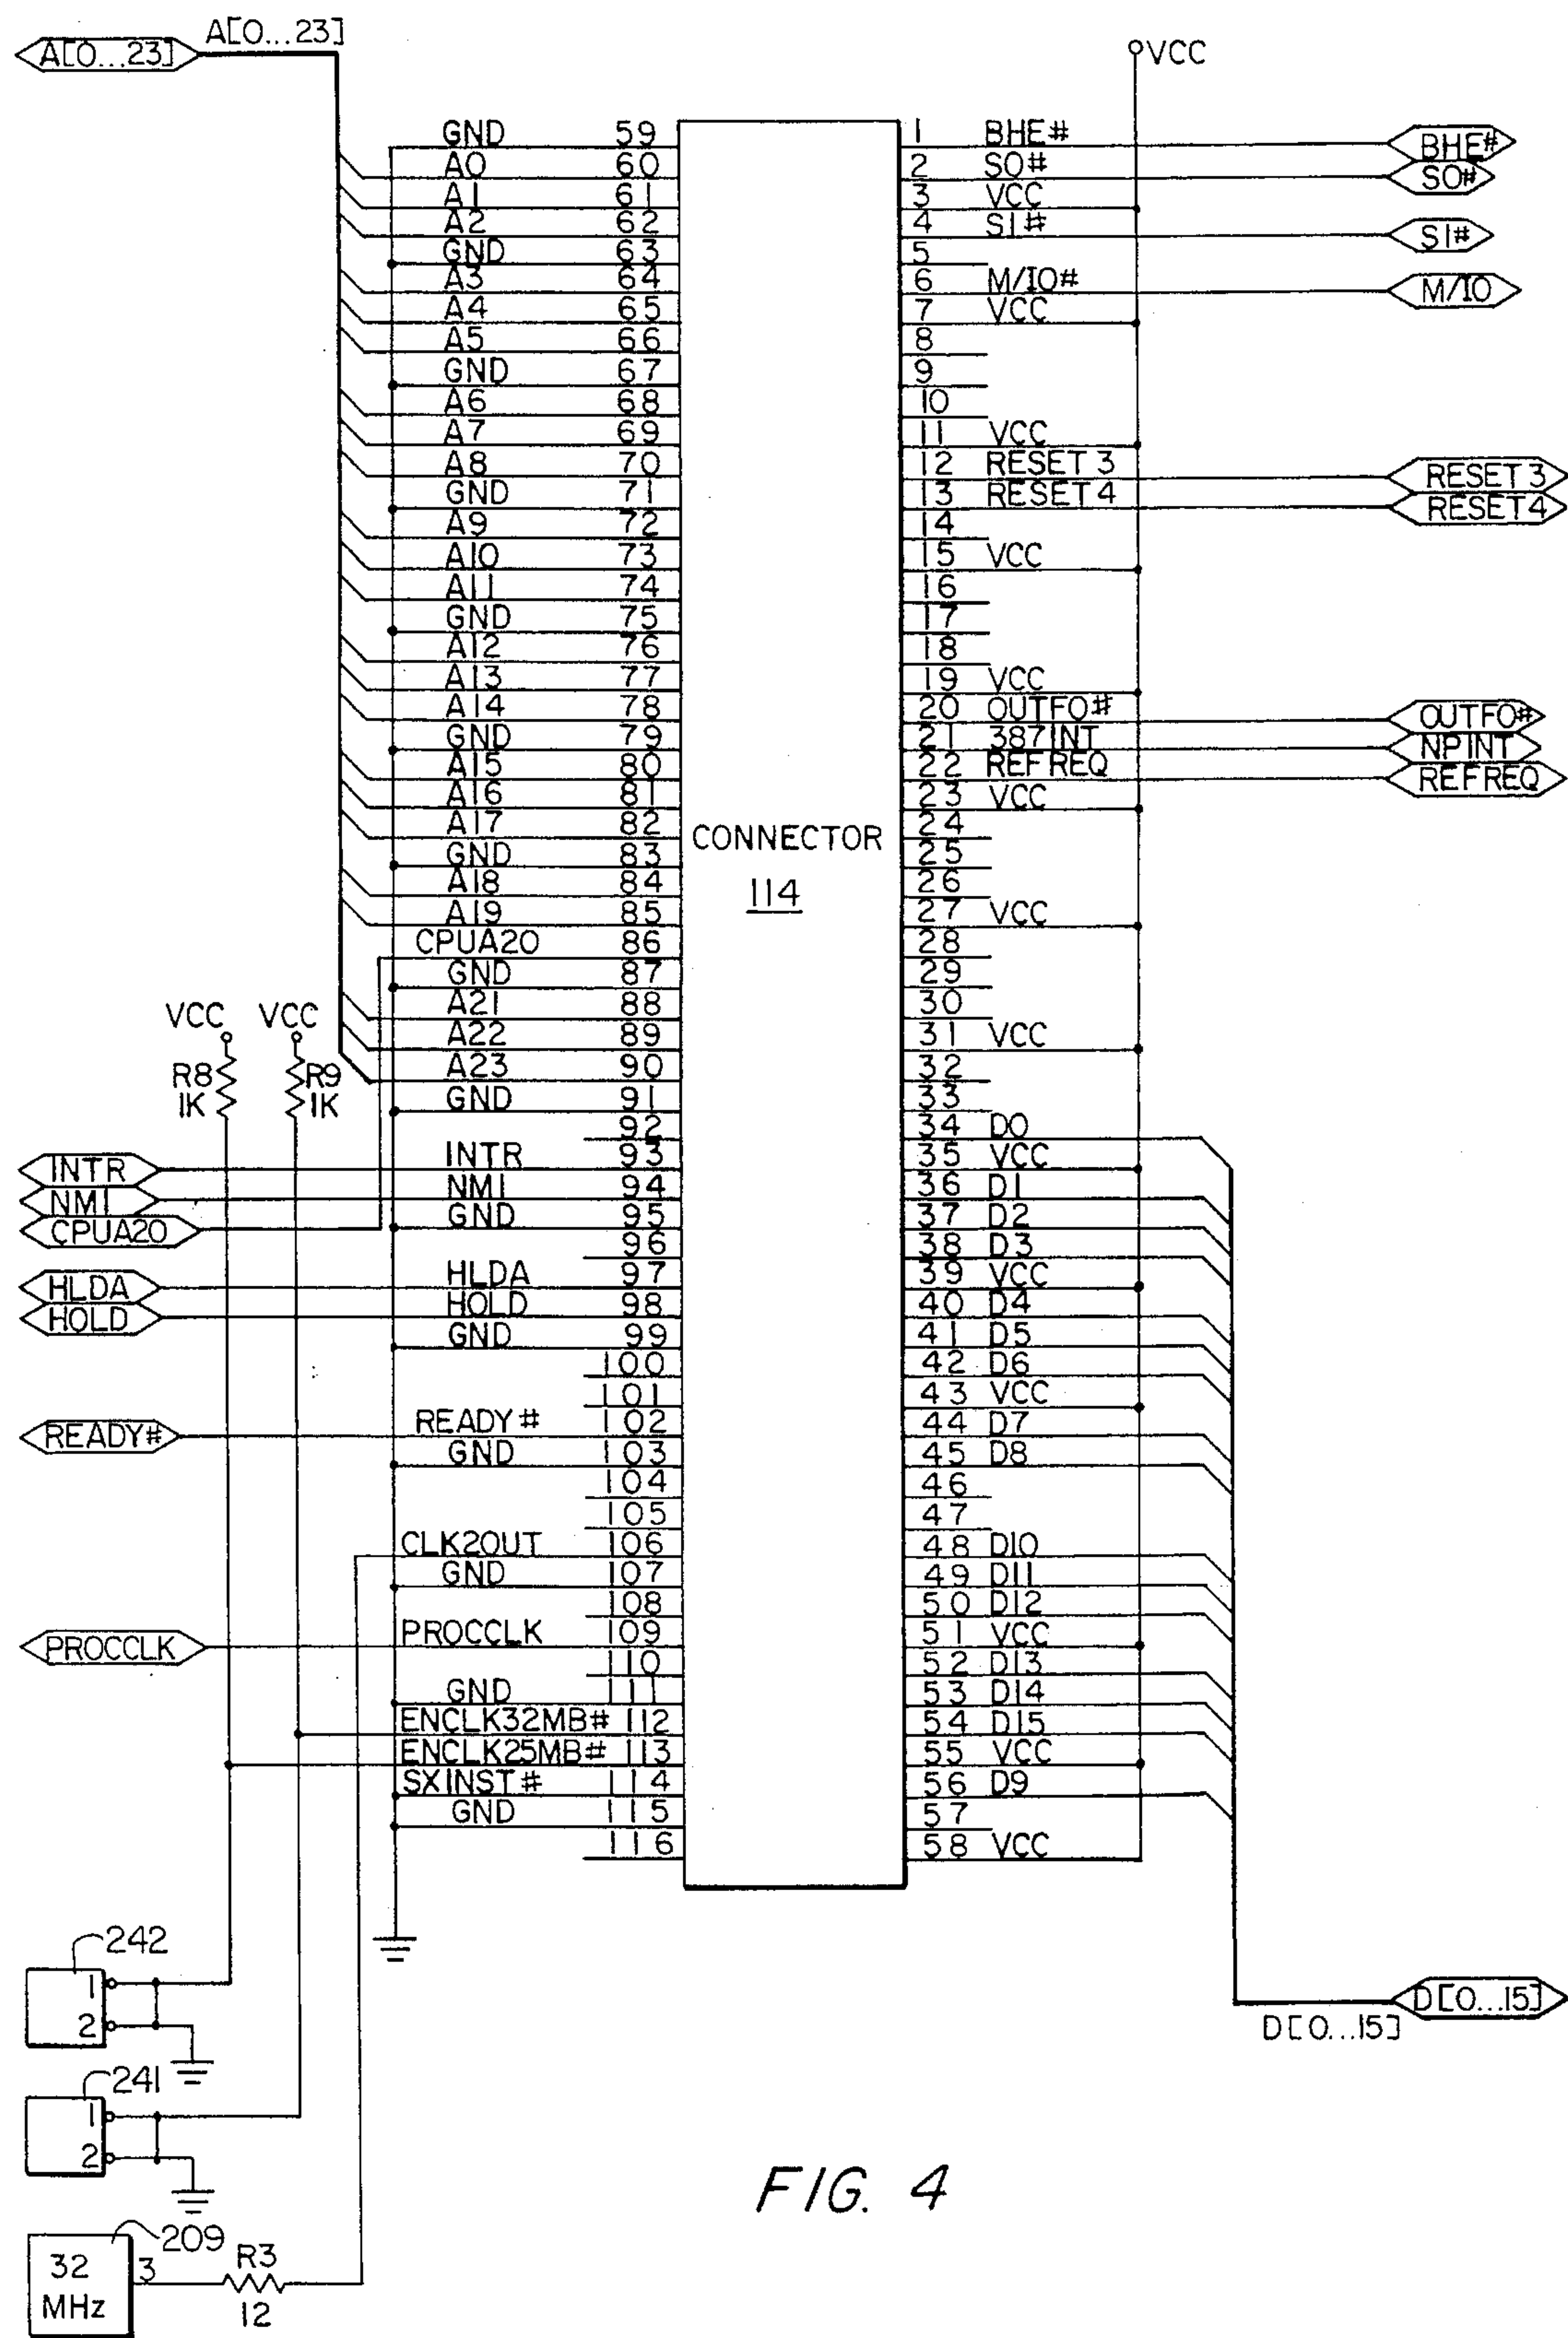 A[0...23]
A[0...23]
VCC
GND 59
A0 60
A1 61
A2 62
GND 63
A3 64
A4 65
A5 66
GND 67
A6 68
A7 69
A8 70
GND 71
A9 72
A10 73
A11 74
GND 75
A12 76
A13 77
A14 78
GND 79
A15 80
A16 81
A17 82
GND 83
A18 84
A19 85
CPUA20 86
GND 87
A21 88
A22 89
A23 90
GND 91
92
INTR 93
NMI 94
GND 95
96
HLDA 97
HOLD 98
GND 99
100
101
READY# 102
GND 103
104
105
CLK2OUT 106
GND 107
108
PROCCLK 109
110
GND 111
ENCLK32MB# 112
ENCLK25MB# 113
SXINST# 114
GND 115
116
CONNECTOR
114
1 BHE#
2 S0#
3 VCC
4 S1#
5
6 M/IO#
7 VCC
8
9
10
11 VCC
12 RESET 3
13 RESET 4
14
15 VCC
16
17
18
19 VCC
20 OUTFO#
21 387INT
22 REFREQ
23 VCC
24
25
26
27 VCC
28
29
30
31 VCC
32
33
34 D0
35 VCC
36 D1
37 D2
38 D3
39 VCC
40 D4
41 D5
42 D6
43 VCC
44 D7
45 D8
46
47
48 D10
49 D11
50 D12
51 VCC
52 D13
53 D14
54 D15
55 VCC
56 D9
57
58 VCC
BHE#
S0#
S1#
M/IO
RESET 3
RESET 4
OUTFO#
NPINT
REFREQ
VCC VCC
R8 R9
1K 1K
INTR
NMI
CPUA20
HLDA
HOLD
READY#
PROCCLK
242
1
2
241
1
2
209
32
MHz
3
R3
12
D[0...15]
D[0...15]
FIG. 4